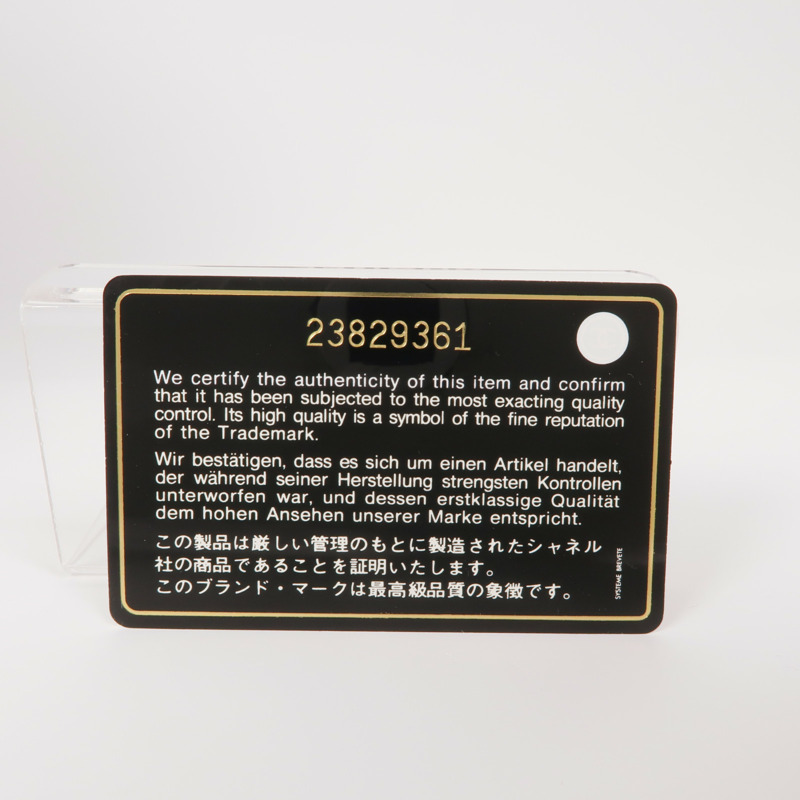 23829361
We certify the authenticity of this item and confirm
that it has been subjected to the most exacting quality
control. Its high quality is a symbol of the fine reputation
of the Trademark.
Wir bestätigen, dass es sich um einen Artikel handelt,
der während seiner Herstellung strengsten Kontrollen
unterworfen war, und dessen erstklassige Qualität
dem hohen Ansehen unserer Marke entspricht.
この製品は厳しい管理のもとに製造されたシャネル
社の商品であることを証明いたします。
このブランド・マークは最高級品質の象徴です。
SYSTEME BREVETE